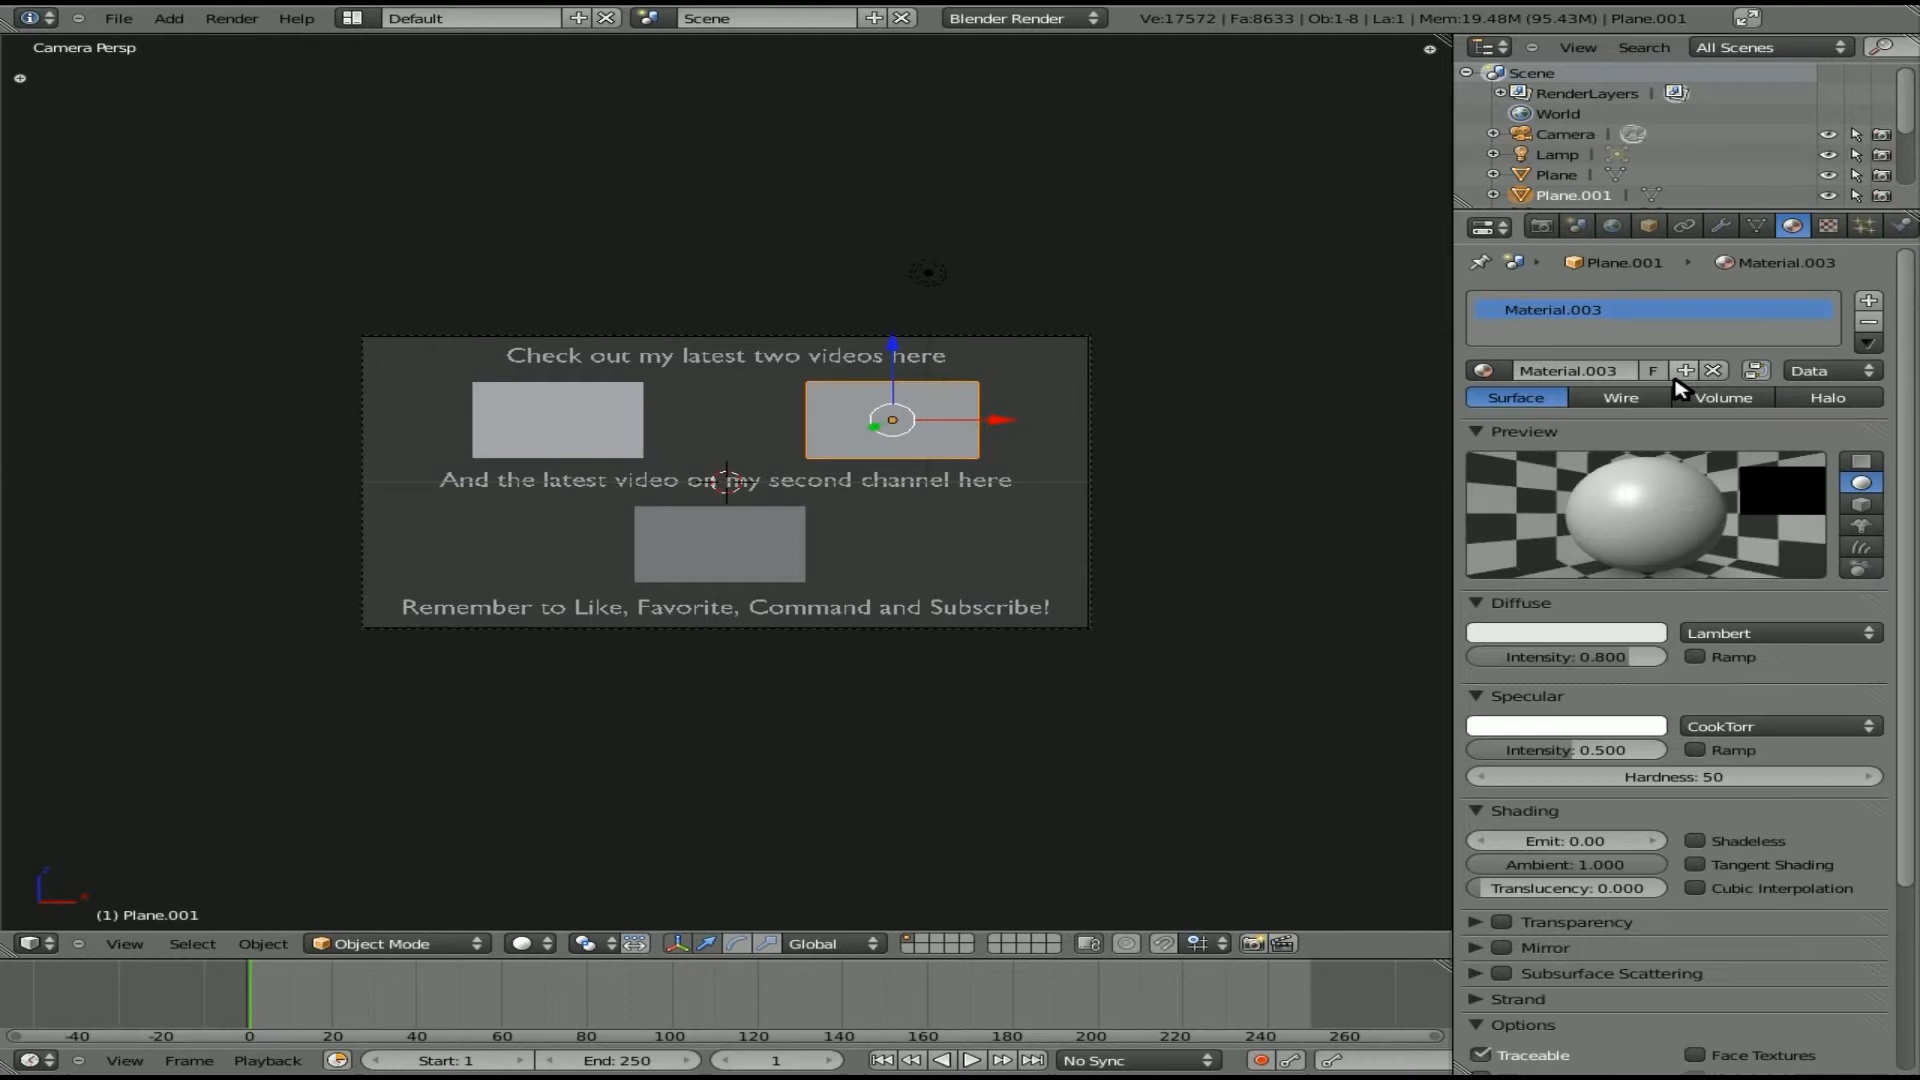 File Add Render Help Default Scene Blender Render Ve:17572 | Fa:8633 | Ob:1-8 | La:1 | Mem:19.48M (95.43M) | Plane.001
Camera Persp
View Search All Scenes
Scene
RenderLayers
World
Camera
Lamp
Plane
Plane.001
Plane.001 Material.003
Material.003
Material.003 F Data
Surface Wire Volume Halo
Preview
Check out my latest two videos here
And the latest video on my second channel here
Remember to Like, Favorite, Command and Subscribe!
Diffuse
Lambert
Intensity: 0.800 Ramp
Specular
CookTorr
Intensity: 0.500 Ramp
Hardness: 50
Shading
Emit: 0.00 Shadeless
Ambient: 1.000 Tangent Shading
Translucency: 0.000 Cubic Interpolation
Transparency
Mirror
Subsurface Scattering
Strand
Options
Traceable Face Textures
(1) Plane.001
View Select Object Object Mode Global
-40 -20 0 20 40 60 80 100 120 140 160 180 200 220 240 260
View Frame Playback Start: 1 End: 250 1 No Sync